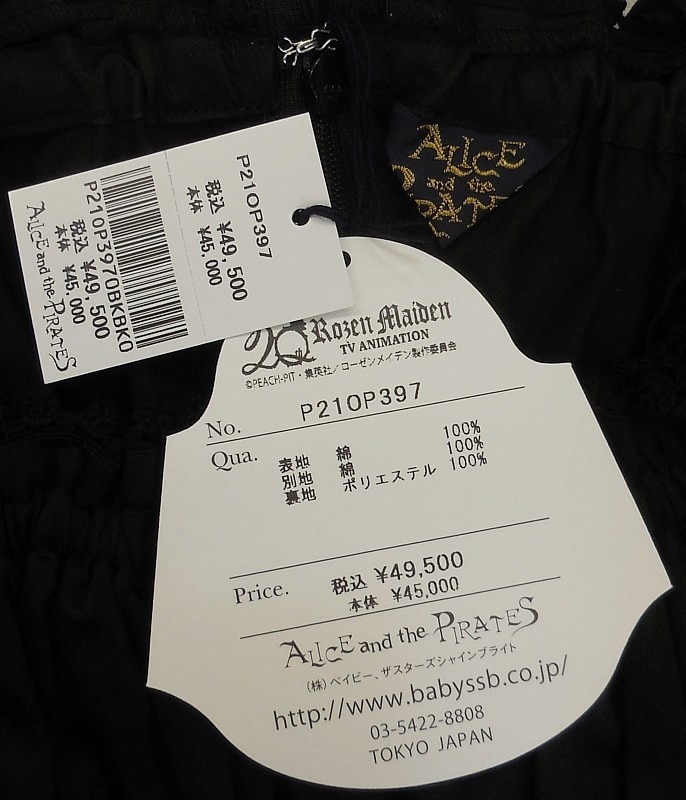 P21OP397
税込 ¥49,500
本体 ¥45,000
P21OP3970BKBK0
税込 ¥49,500
本体 ¥45,000
ALICE and the PIRATES
ALICE
and the
20th Rozen Maiden
TV ANIMATION
©PEACH-PIT・集英社/ローゼンメイデン製作委員会
No. P21OP397
Qua. 表地 綿 100%
別地 綿 100%
裏地 ポリエステル 100%
Price. 税込 ¥49,500
本体 ¥45,000
ALICE and the PIRATES
(株)ベイビー、ザスターズシャインブライト
http://www.babyssb.co.jp/
03-5422-8808
TOKYO JAPAN